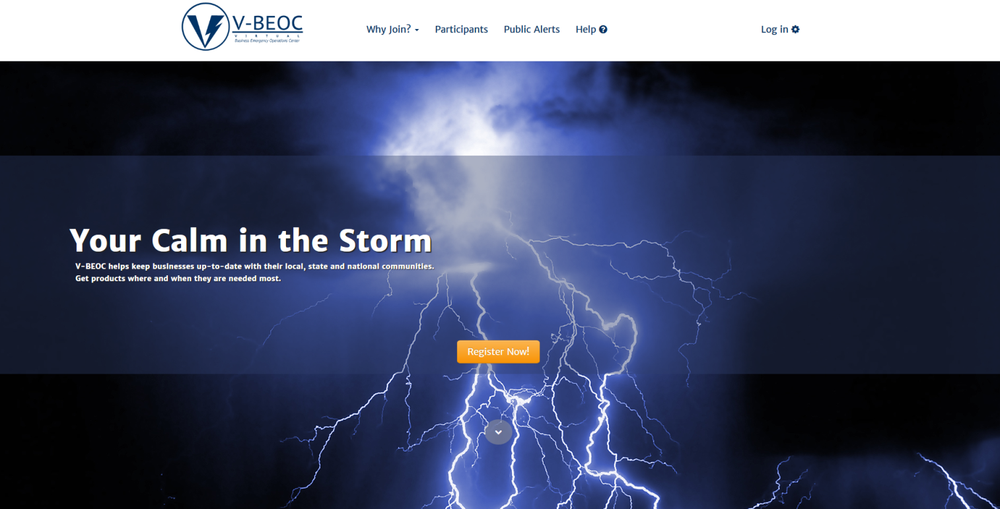 V-BEOC
VIRTUAL
Business Emergency Operations Center
Why Join?
Participants
Public Alerts
Help
Log in
Your Calm in the Storm
V-BEOC helps keep businesses up-to-date with their local, state and national communities.
Get products where and when they are needed most.
Register Now!